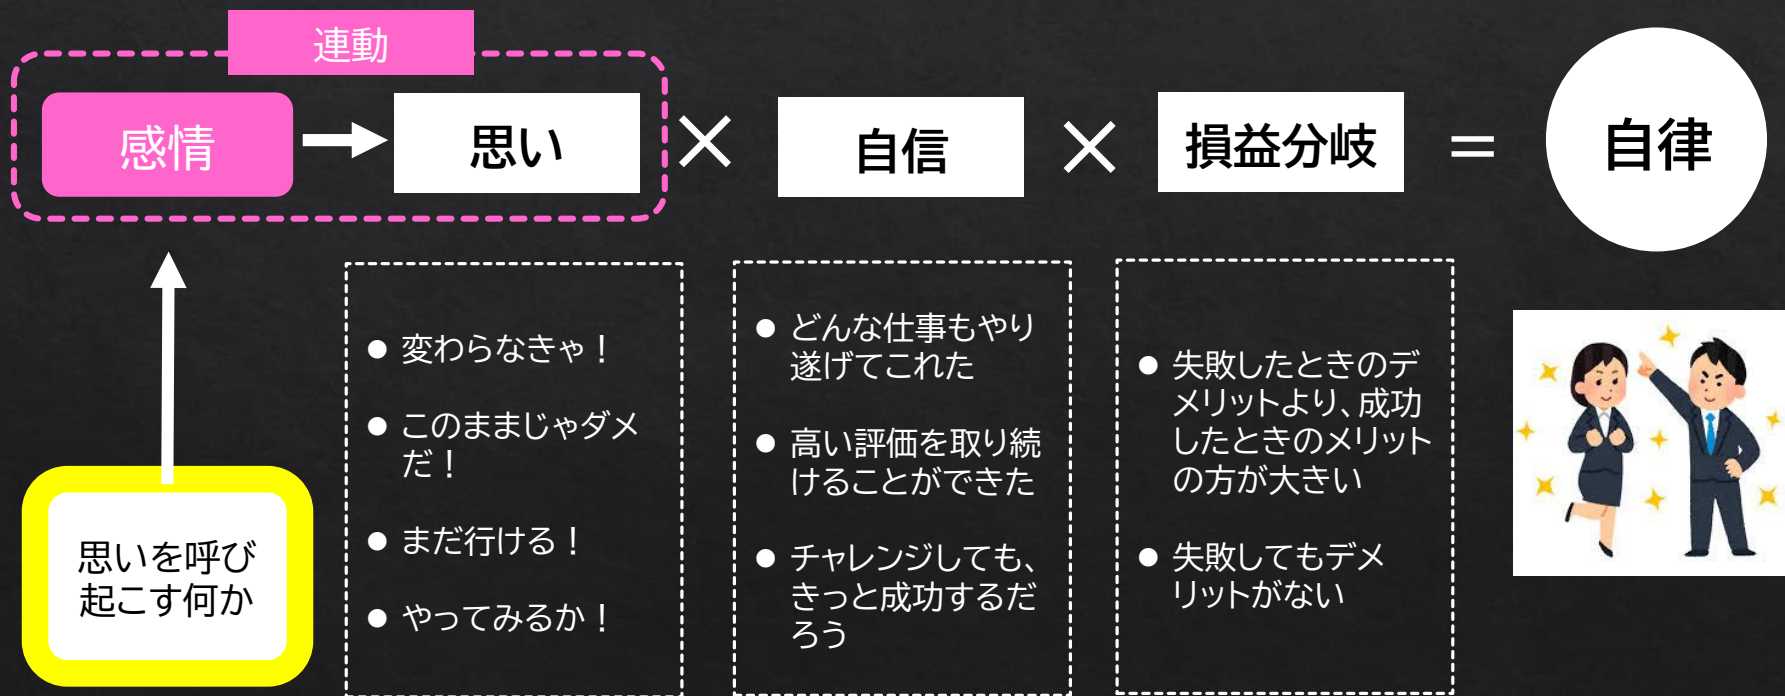 連動
感情
思い
×
自信
×
損益分岐
＝
自律
思いを呼び
起こす何か
● 変わらなきゃ！
● このままじゃダメ
だ！
● まだ行ける！
● やってみるか！
● どんな仕事もやり
遂げてこれた
● 高い評価を取り続
けることができた
● チャレンジしても、
きっと成功するだ
ろう
● 失敗したときのデ
メリットより、成功
したときのメリット
の方が大きい
● 失敗してもデメ
リットがない